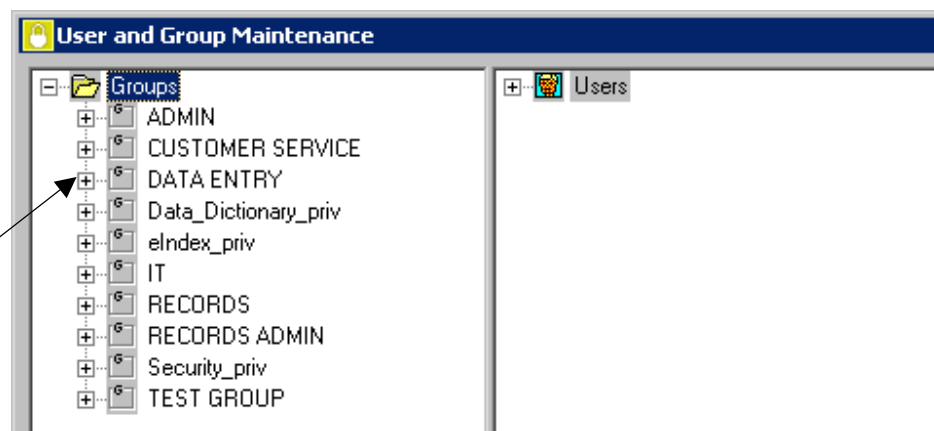 User and Group Maintenance
Groups
ADMIN
CUSTOMER SERVICE
DATA ENTRY
Data_Dictionary_priv
eIndex_priv
IT
RECORDS
RECORDS ADMIN
Security_priv
TEST GROUP
Users